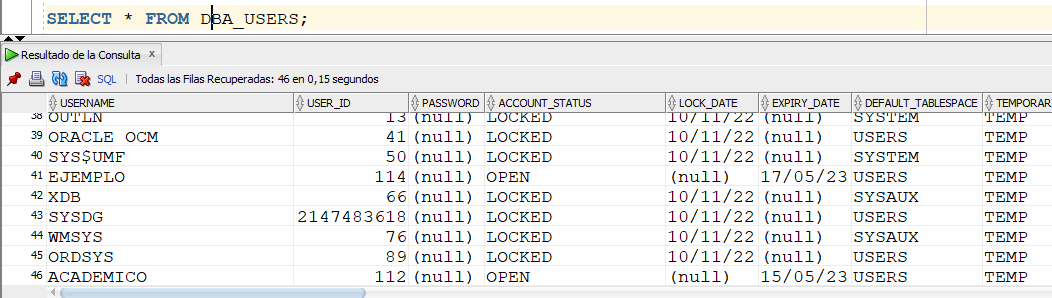 SELECT * FROM DBA_USERS;
Resultado de la Consulta x
SQL | Todas las Filas Recuperadas: 46 en 0,15 segundos
USERNAME USER_ID PASSWORD ACCOUNT_STATUS LOCK_DATE EXPIRY_DATE DEFAULT_TABLESPACE TEMPORAR
38 OUTLN 13 (null) LOCKED 10/11/22 (null) SYSTEM TEMP
39 ORACLE_OCM 41 (null) LOCKED 10/11/22 (null) USERS TEMP
40 SYS$UMF 50 (null) LOCKED 10/11/22 (null) SYSTEM TEMP
41 EJEMPLO 114 (null) OPEN (null) 17/05/23 USERS TEMP
42 XDB 66 (null) LOCKED 10/11/22 (null) SYSAUX TEMP
43 SYSDG 2147483618 (null) LOCKED 10/11/22 (null) USERS TEMP
44 WMSYS 76 (null) LOCKED 10/11/22 (null) SYSAUX TEMP
45 ORDSYS 89 (null) LOCKED 10/11/22 (null) USERS TEMP
46 ACADEMICO 112 (null) OPEN (null) 15/05/23 USERS TEMP